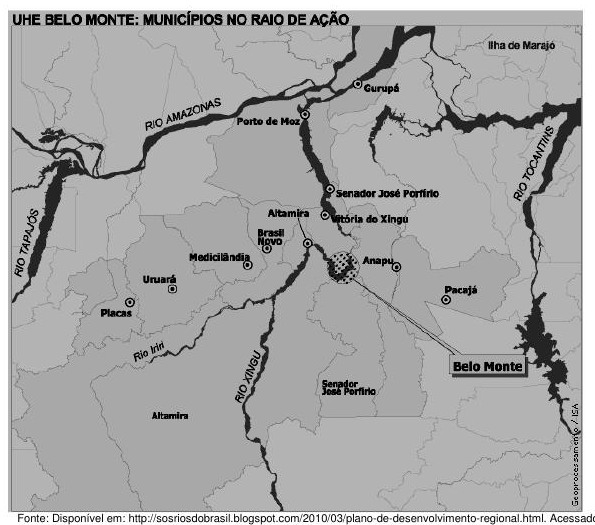 UHE BELO MONTE: MUNICÍPIOS NO RAIO DE AÇÃO
Ilha de Marajó
Gurupá
RIO AMAZONAS
Porto de Moz
RIO TOCANTINS
RIO TAPAJÓS
Senador José Porfírio
Altamira
Vitória do Xingu
Brasil
Novo
Medicilândia
Anapu
Uruará
Pacajá
Placas
Rio Iriri
RIO XINGU
Belo Monte
Senador
José Porfírio
Altamira
Geoprocessamento / ISA
Fonte: Disponível em: http://sosriosdobrasil.blogspot.com/2010/03/plano-de-desenvolvimento-regional.html. Acessado